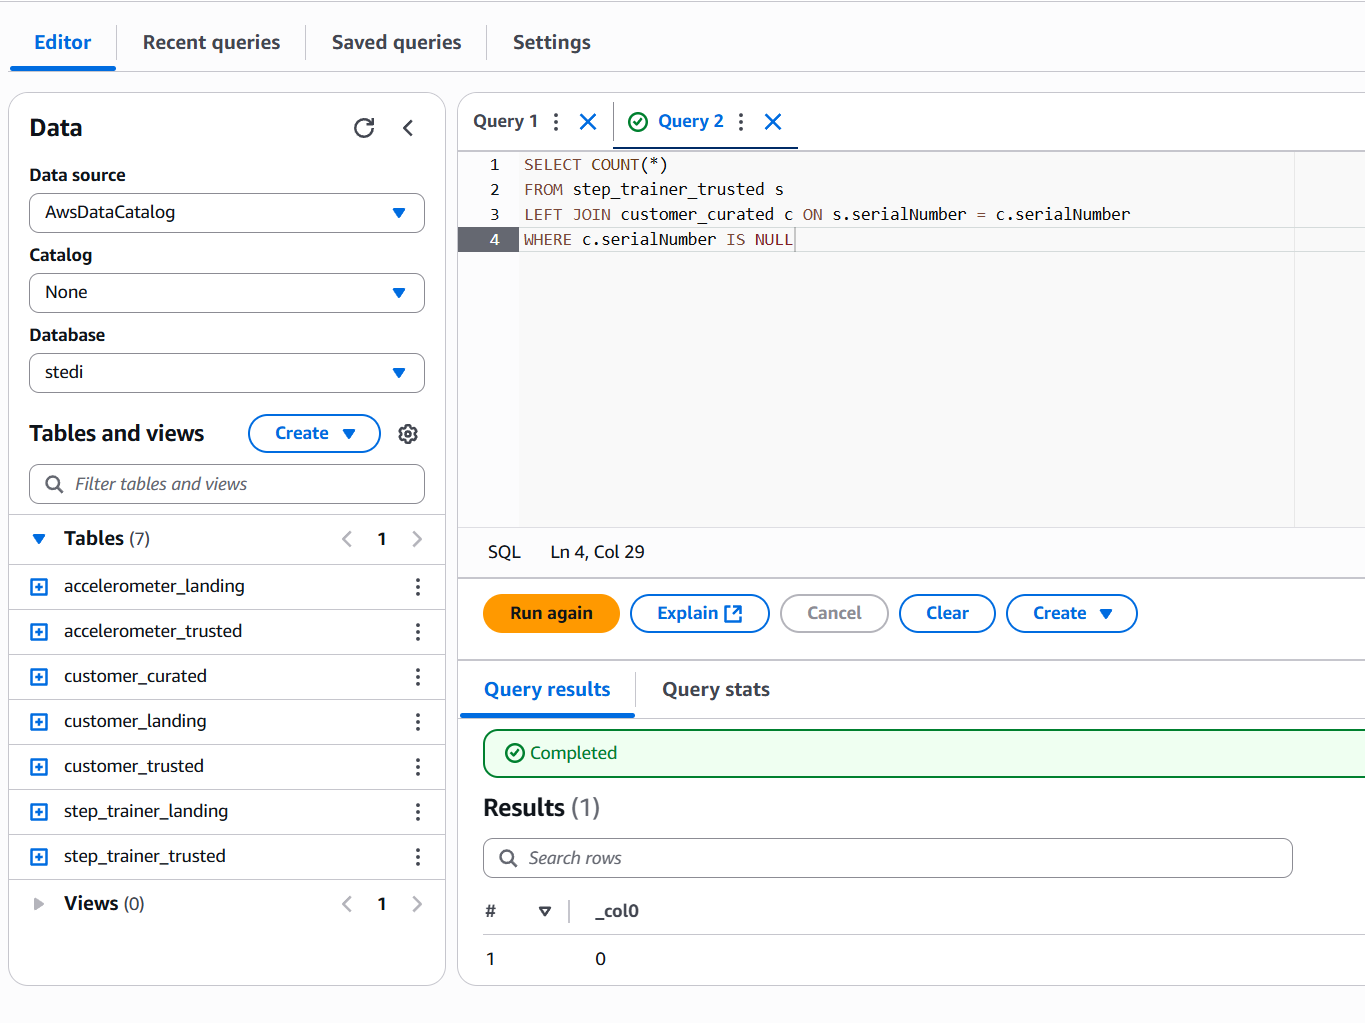 Editor
Recent queries
Saved queries
Settings
Data
Data source
AwsDataCatalog
Catalog
None
Database
stedi
Tables and views
Create
Filter tables and views
Tables (7)
1
accelerometer_landing
accelerometer_trusted
customer_curated
customer_landing
customer_trusted
step_trainer_landing
step_trainer_trusted
Views (0)
1
Query 1
Query 2
1 SELECT COUNT(*)
2 FROM step_trainer_trusted s
3 LEFT JOIN customer_curated c ON s.serialNumber = c.serialNumber
4 WHERE c.serialNumber IS NULL
SQL
Ln 4, Col 29
Run again
Explain
Cancel
Clear
Create
Query results
Query stats
Completed
Results (1)
Search rows
# _col0
1 0